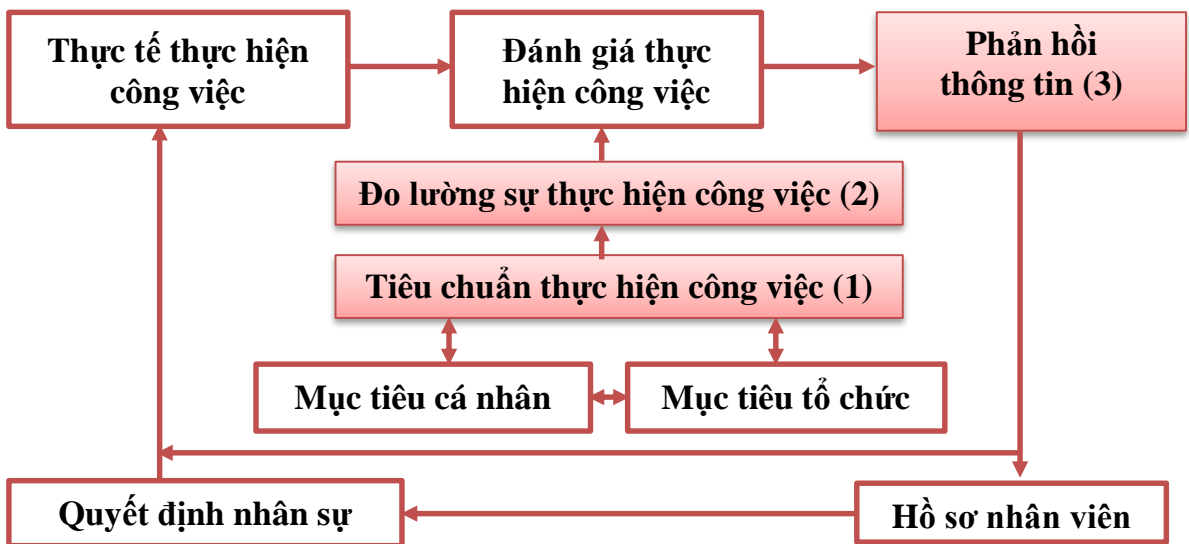 Thực tế thực hiện
công việc
Đánh giá thực
hiện công việc
Phản hồi
thông tin (3)
Đo lường sự thực hiện công việc (2)
Tiêu chuẩn thực hiện công việc (1)
Mục tiêu cá nhân
Mục tiêu tổ chức
Quyết định nhân sự
Hồ sơ nhân viên